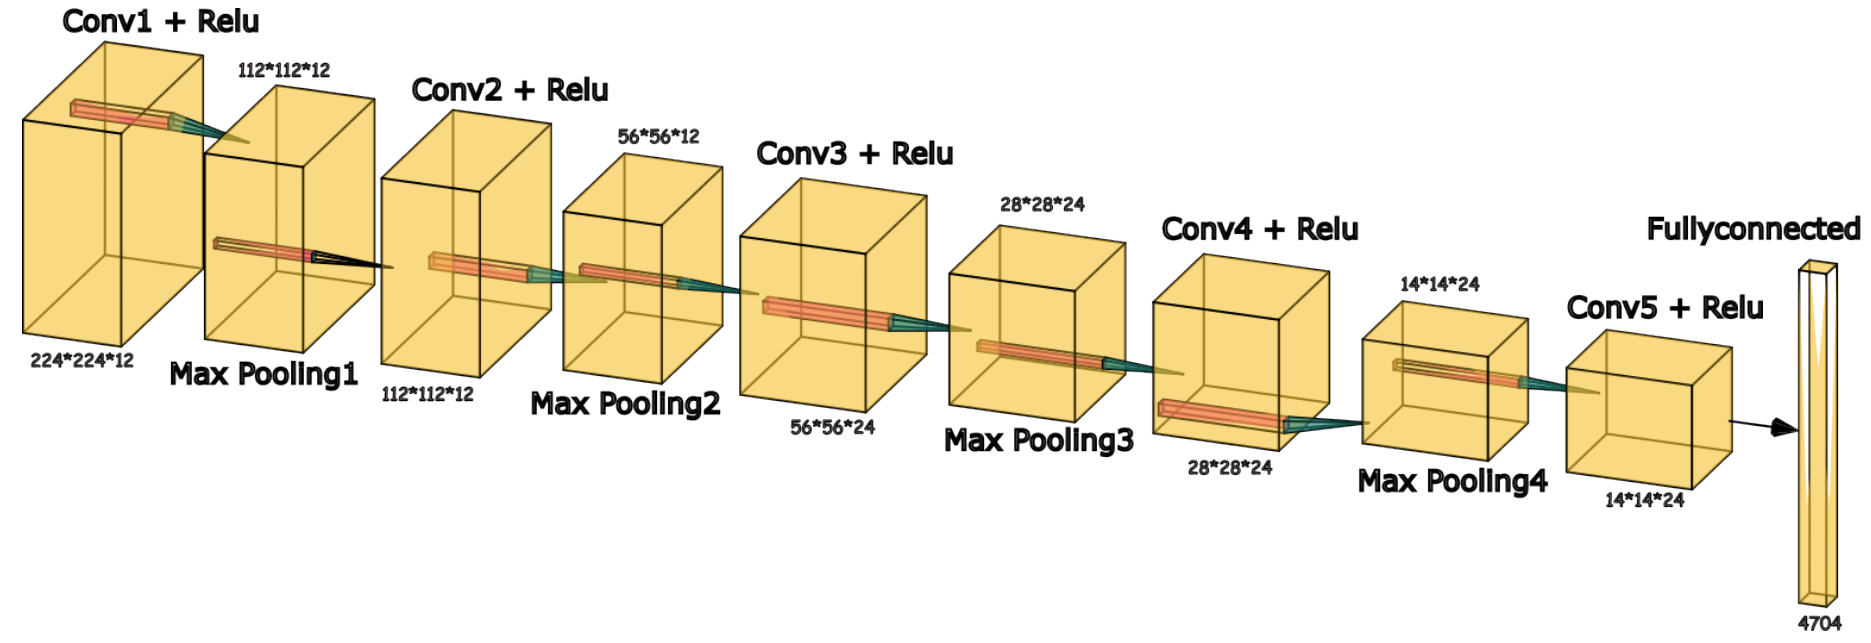 Conv1 + Relu
224*224*12
112*112*12
Max Pooling1
Conv2 + Relu
112*112*12
56*56*12
Max Pooling2
Conv3 + Relu
56*56*24
28*28*24
Max Pooling3
Conv4 + Relu
28*28*24
14*14*24
Max Pooling4
Conv5 + Relu
14*14*24
Fullyconnected
4704